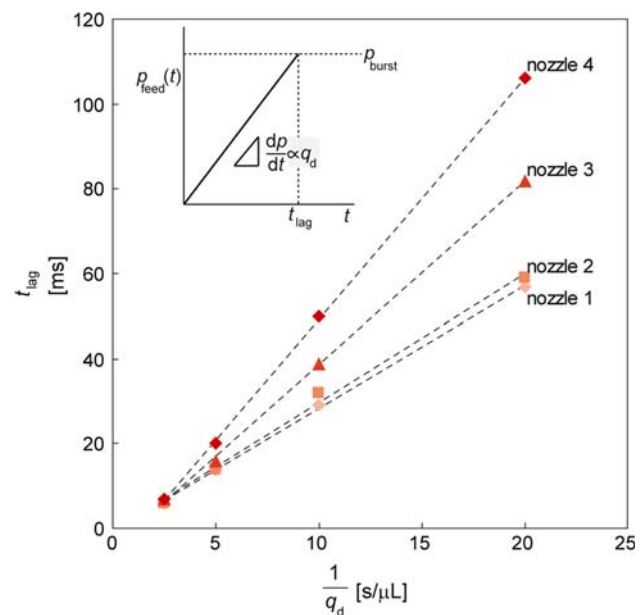 120
100
80
60
40
20
0
0
5
10
15
20
25
t_lag
[ms]
1
q_d
[s/μL]
p_feed(t)
p_burst
dp
dt
∝q_d
t_lag
t
nozzle 4
nozzle 3
nozzle 2
nozzle 1